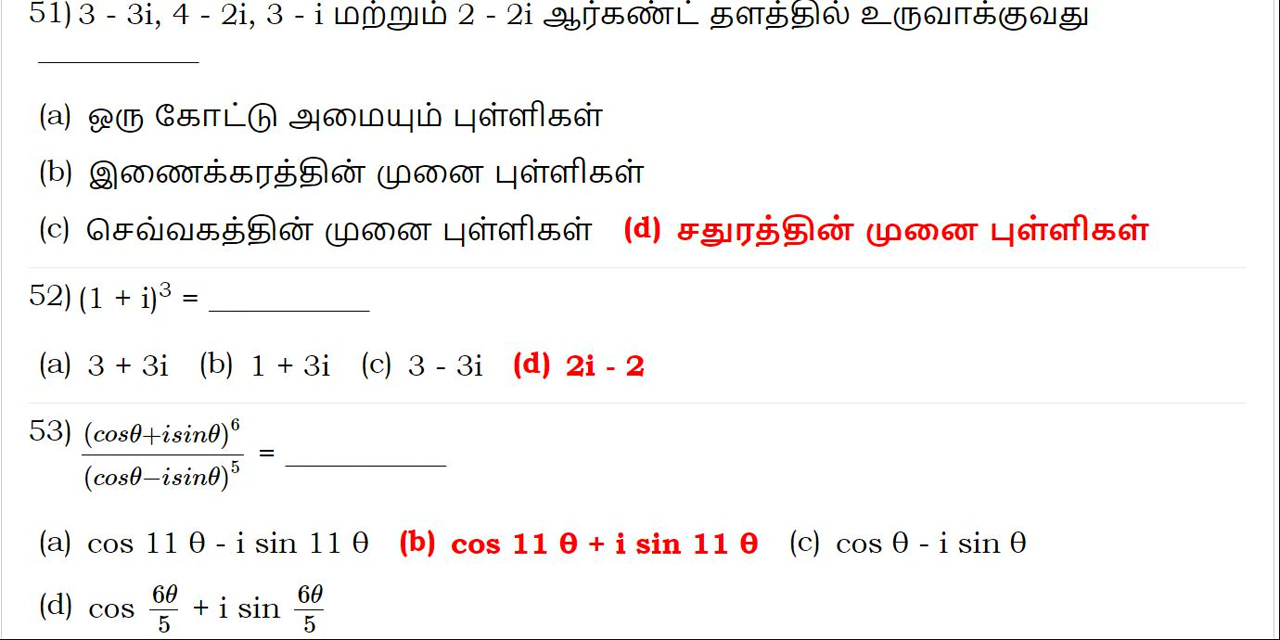 51) 3 - 3i, 4 - 2i, 3 - i மற்றும் 2 - 2i ஆர்கண்ட் தளத்தில் உருவாக்குவது
__________
(a) ஒரு கோட்டு அமையும் புள்ளிகள்
(b) இணைக்கரத்தின் முனை புள்ளிகள்
(c) செவ்வகத்தின் முனை புள்ளிகள் (d) சதுரத்தின் முனை புள்ளிகள்
52) (1 + i)³ = __________
(a) 3 + 3i (b) 1 + 3i (c) 3 - 3i (d) 2i - 2
53) (cosθ+isinθ)⁶/(cosθ−isinθ)⁵ = __________
(a) cos 11 θ - i sin 11 θ (b) cos 11 θ + i sin 11 θ (c) cos θ - i sin θ
(d) cos 6θ/5 + i sin 6θ/5